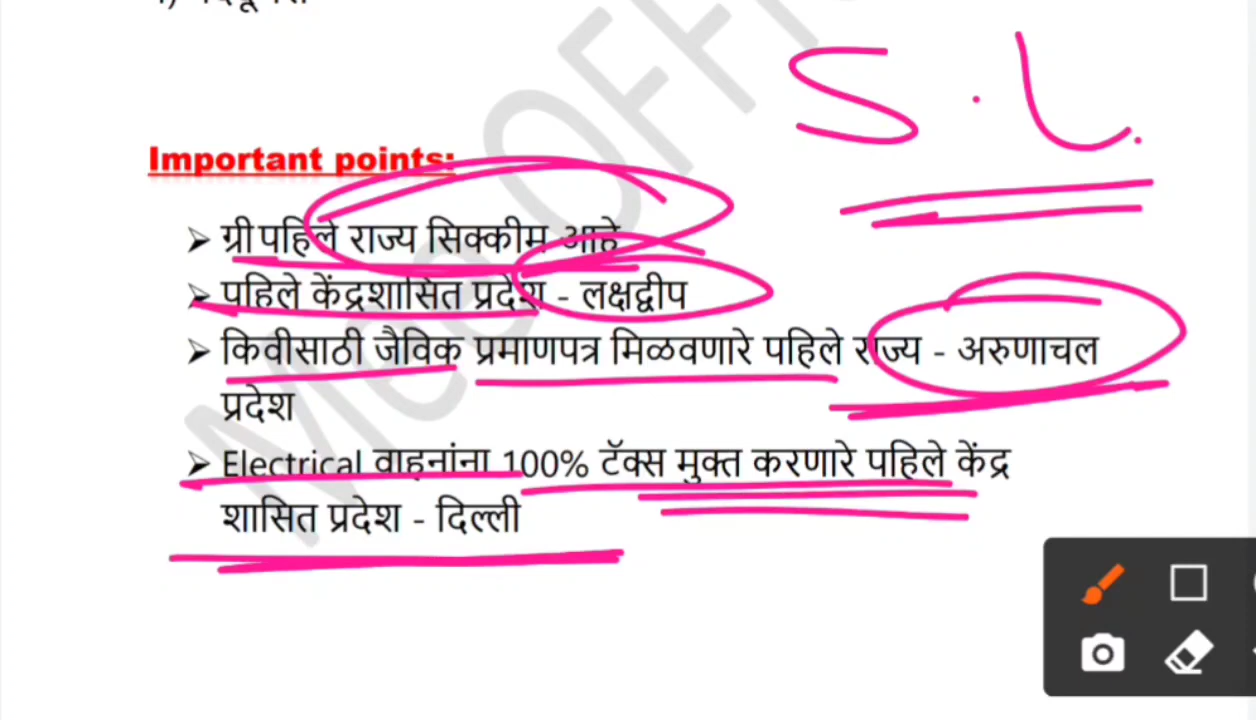 S.L.
Important points:
➢ ग्री पहिले राज्य सिक्कीम आहे
➢ पहिले केंद्रशासित प्रदेश - लक्षद्वीप
➢ किवीसाठी जैविक प्रमाणपत्र मिळवणारे पहिले राज्य - अरुणाचल
प्रदेश
➢ Electrical वाहनांना 100% टॅक्स मुक्त करणारे पहिले केंद्र
शासित प्रदेश - दिल्ली